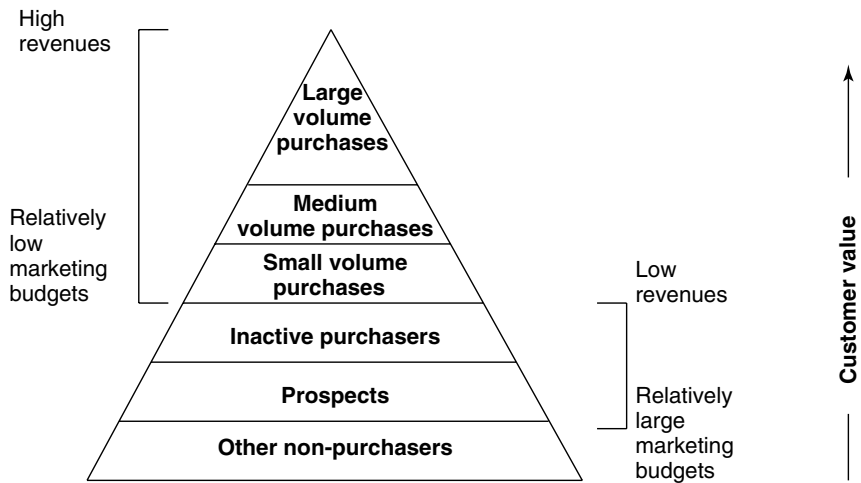 High
revenues
Large
volume
purchases
Medium
volume purchases
Relatively
low
marketing
budgets
Small volume
purchases
Low
revenues
Inactive purchasers
Prospects
Relatively
large
marketing
budgets
Other non-purchasers
Customer value